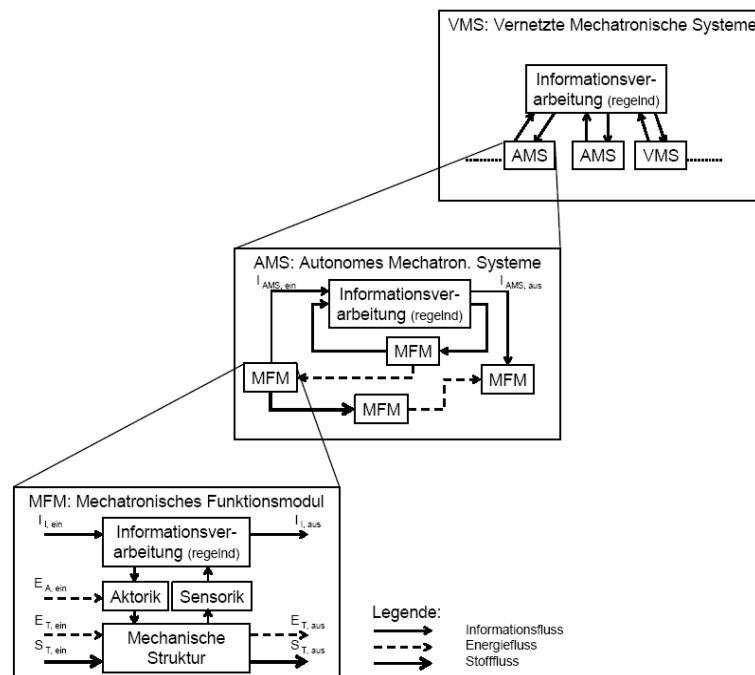 VMS: Vernetzte Mechatronische Systeme
Informationsver-
arbeitung (regelnd)
AMS
AMS
VMS
AMS: Autonomes Mechatron. Systeme
I AMS, ein
I AMS, aus
Informationsver-
arbeitung (regelnd)
MFM
MFM
MFM
MFM
MFM: Mechatronisches Funktionsmodul
I I, ein
I I, aus
Informationsver-
arbeitung (regelnd)
E A, ein
Aktorik
Sensorik
E T, ein
E T, aus
S T, ein
S T, aus
Mechanische
Struktur
Legende:
Informationsfluss
Energiefluss
Stofffluss